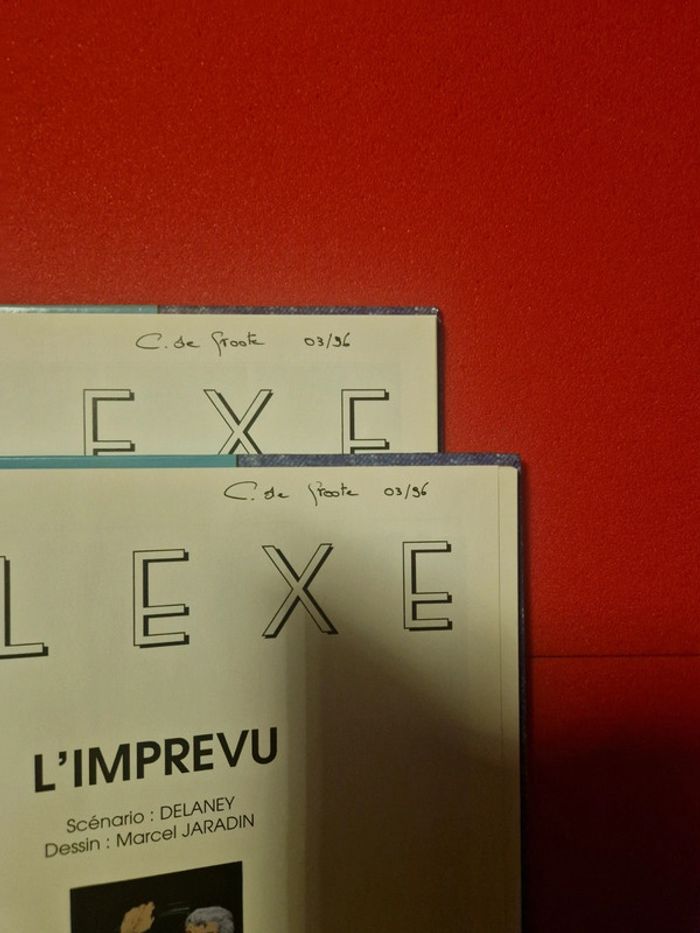 C. de Groote 03/96
EXE
C. de Groote 03/96
LEXE
L'IMPREVU
Scénario : DELANEY
Dessin : Marcel JARADIN